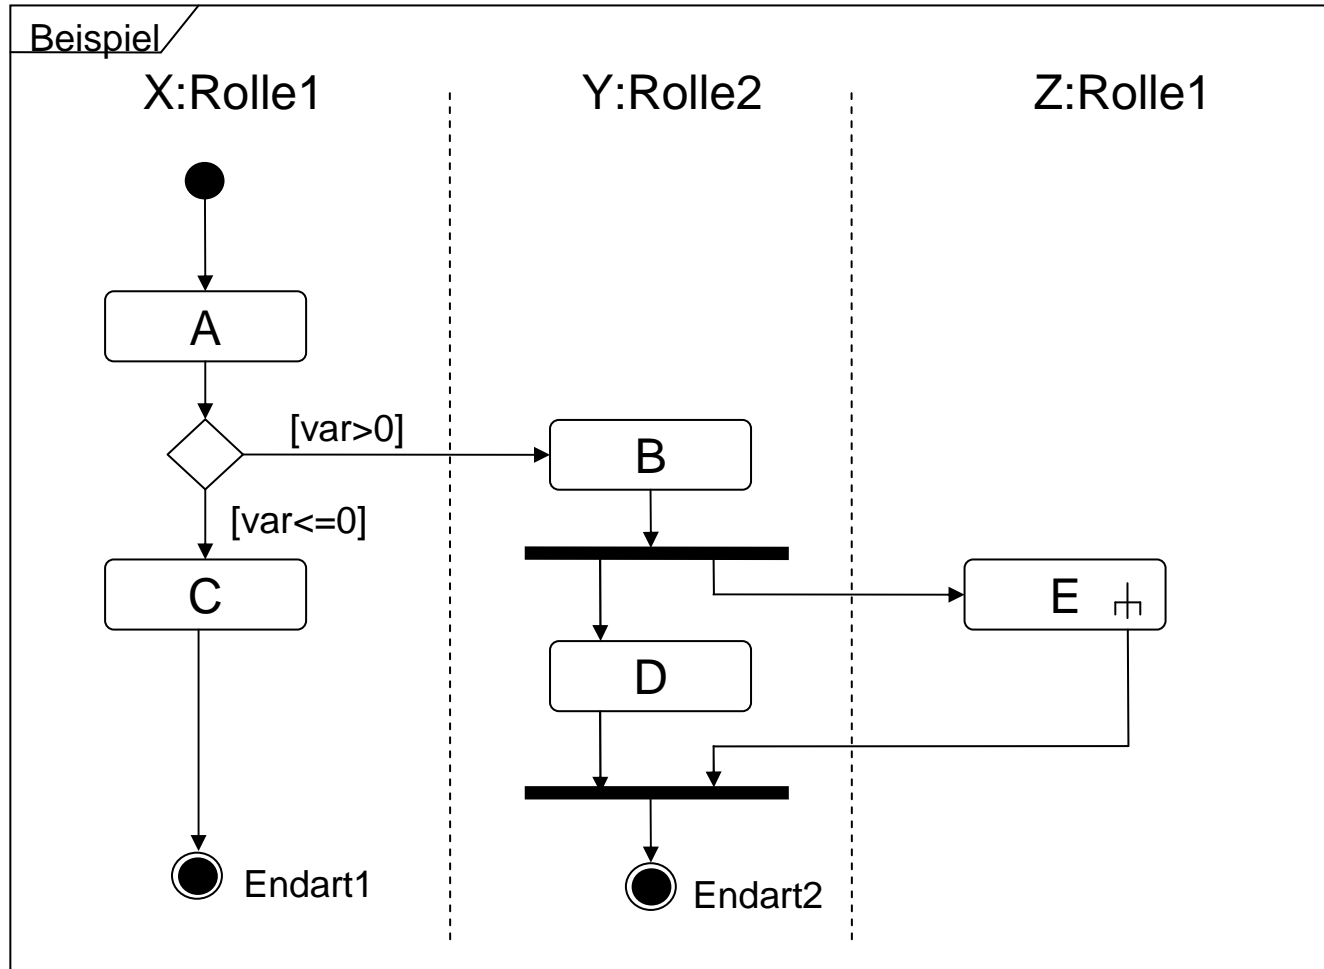 Beispiel
X:Rolle1
Y:Rolle2
Z:Rolle1
A
[var>0]
B
[var<=0]
C
E
D
Endart1
Endart2